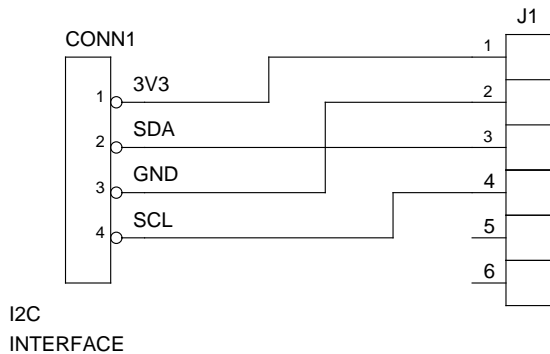 J1
CONN1
1
2
3
4
5
6
1 3V3
2 SDA
3 GND
4 SCL
I2C
INTERFACE